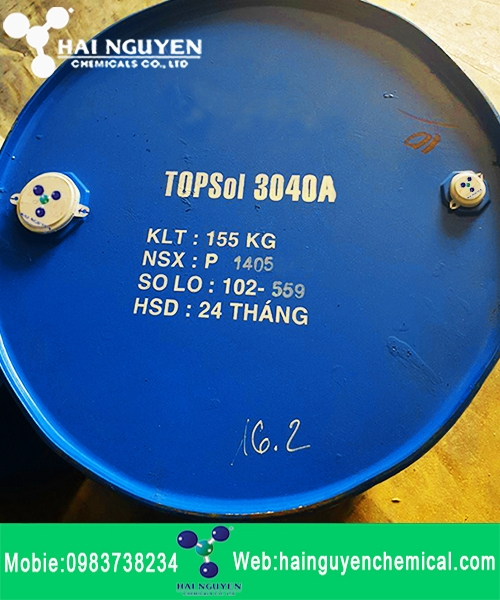 HAI NGUYEN
CHEMICALS CO., LTD
01
TOPSol 3040A
KLT : 155 KG
NSX : P 1405
SO LO : 102- 559
HSD : 24 THÁNG
16.2
Mobie:0983738234
HAI NGUYEN
Web:hainguyenchemical.com